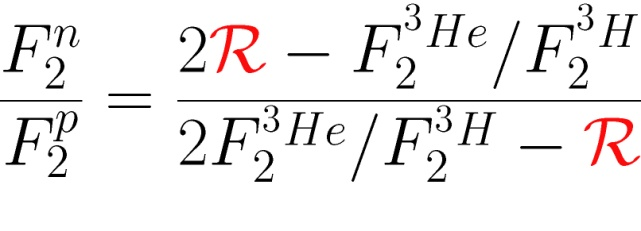 F_2^n / F_2^p = (2ℛ − F_2^{3He}/F_2^{3H}) / (2F_2^{3He}/F_2^{3H} − ℛ)